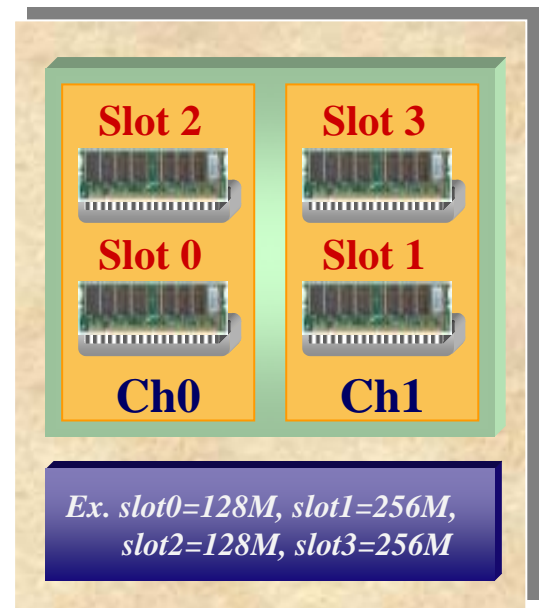 Slot 2 Slot 3
Slot 0 Slot 1
Ch0 Ch1
Ex. slot0=128M, slot1=256M,
slot2=128M, slot3=256M